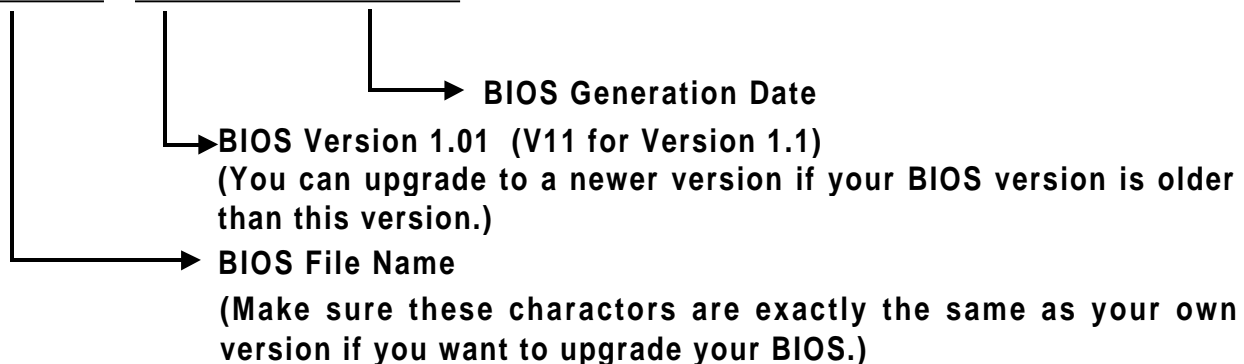 BIOS Generation Date
BIOS Version 1.01 (V11 for Version 1.1)
(You can upgrade to a newer version if your BIOS version is older
than this version.)
BIOS File Name
(Make sure these charactors are exactly the same as your own
version if you want to upgrade your BIOS.)